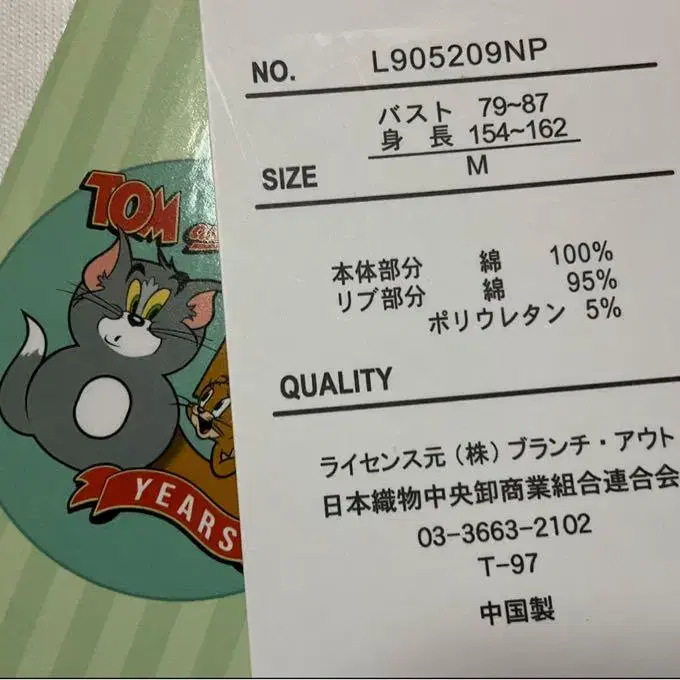 TOM
YEARS
NO. L905209NP
バスト 79~87
身 長 154~162
SIZE M
本体部分 綿 100%
リブ部分 綿 95%
ポリウレタン 5%
QUALITY
ライセンス元(株)ブランチ・アウト
日本織物中央卸商業組合連合会
03-3663-2102
T-97
中国製